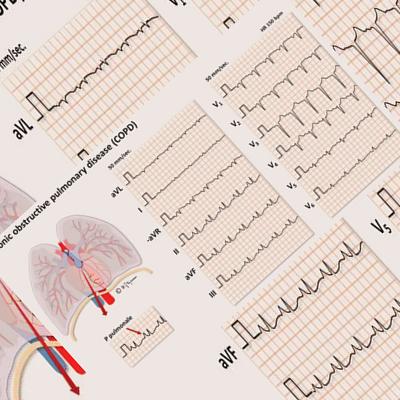 mm/sec.
aVL
onic obstructive pulmonary disease (COPD)
50 mm/sec.
aVL
I
-aVR
II
aVF
III
HR 150 bpm
50 mm/sec.
V₁
V₂
V₃
V₄
V₅
V₆
V₅
P pulmonale
aVF